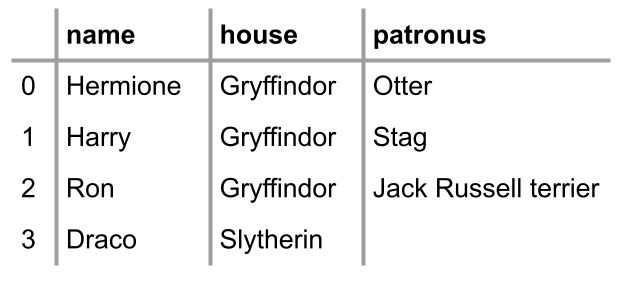 name house patronus
0 Hermione Gryffindor Otter
1 Harry Gryffindor Stag
2 Ron Gryffindor Jack Russell terrier
3 Draco Slytherin